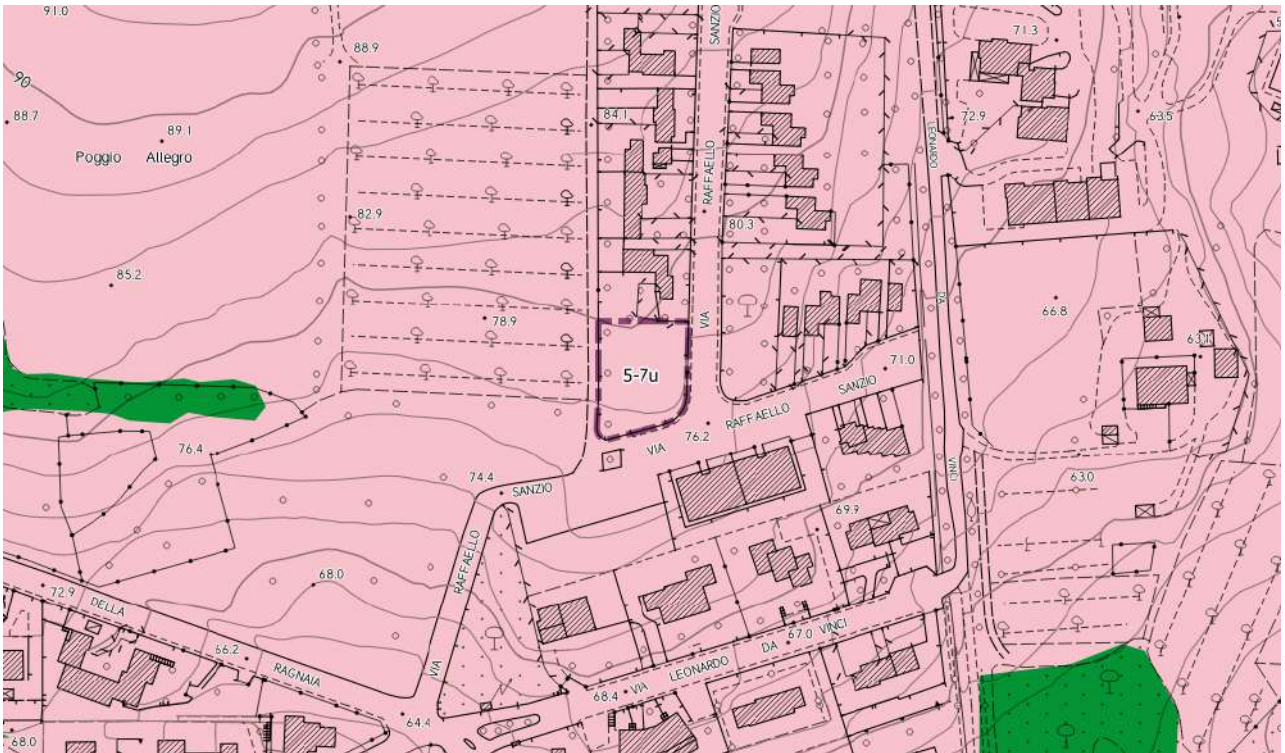 91.0
88.9
SANZIO
71.3
90
88.7
84.1
72.9
63.5
89.1
LEONARDO
Poggio Allegro
RAFFAELLO
82.9
80.3
85.2
DA
66.8
78.9
VIA
63.1
5-7u
71.0
SANZIO
RAFFAELLO
76.2
VIA
76.4
74.4
SANZIO
VINCI
63.0
69.9
RAFFAELLO
68.0
72.9
DELLA
66.2
RAGNAIA
VIA
67.0
VIA LEONARDO DA VINCI
68.4
64.4
68.0